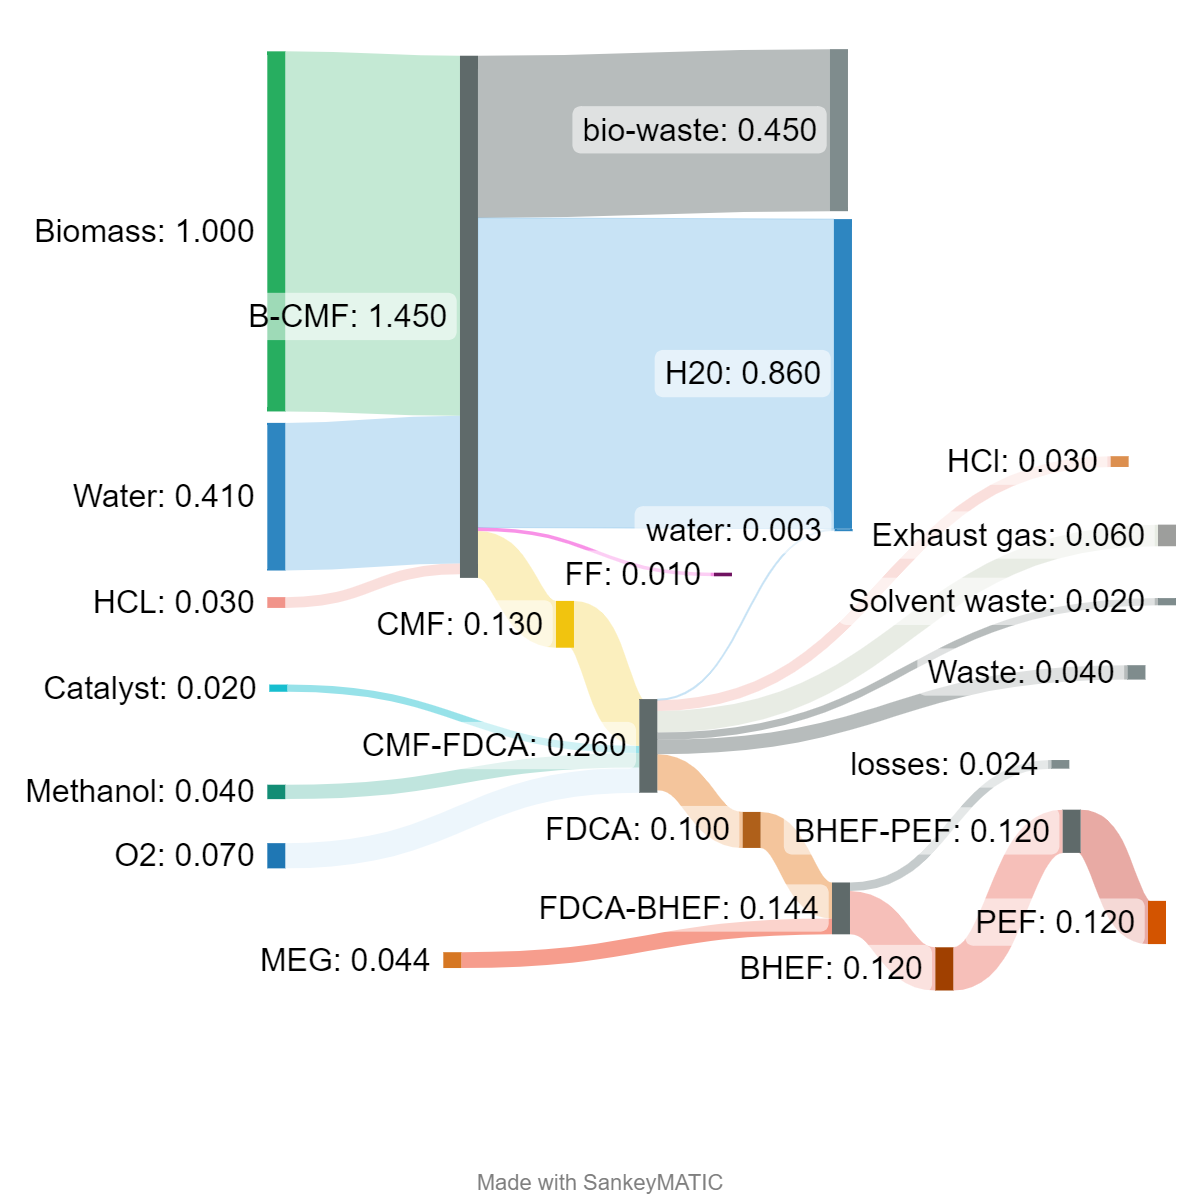 bio-waste: 0.450
Biomass: 1.000
B-CMF: 1.450
H20: 0.860
HCl: 0.030
Water: 0.410
water: 0.003
Exhaust gas: 0.060
FF: 0.010
HCL: 0.030
Solvent waste: 0.020
CMF: 0.130
Waste: 0.040
Catalyst: 0.020
CMF-FDCA: 0.260
losses: 0.024
Methanol: 0.040
FDCA: 0.100
BHEF-PEF: 0.120
O2: 0.070
FDCA-BHEF: 0.144
PEF: 0.120
MEG: 0.044
BHEF: 0.120
Made with SankeyMATIC